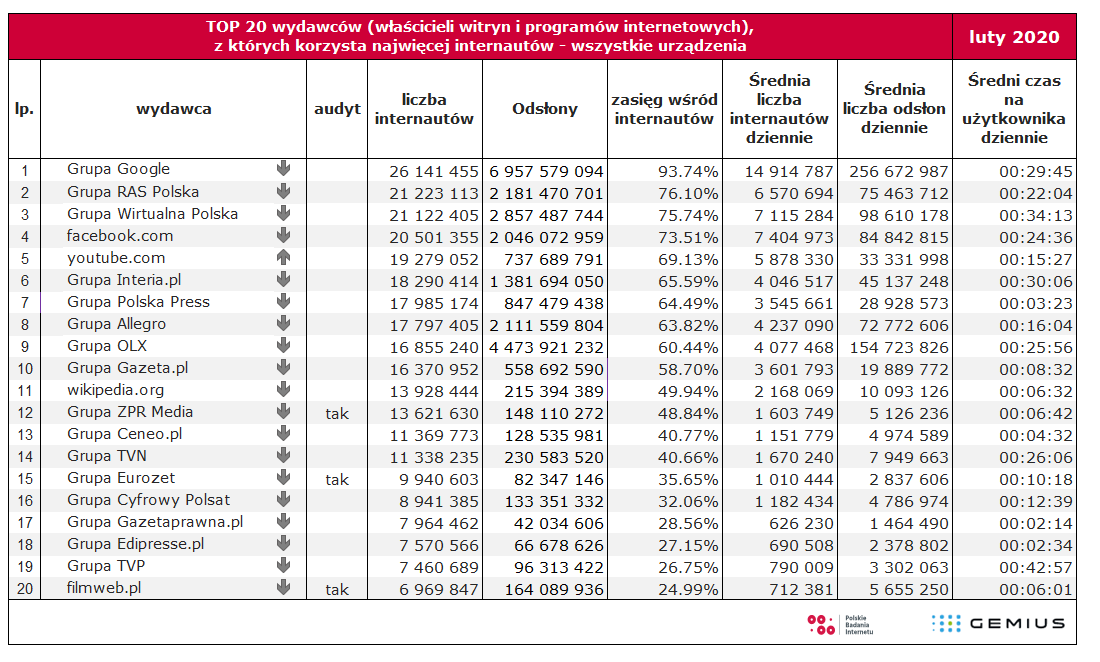 TOP 20 wydawców (właścicieli witryn i programów internetowych),
z których korzysta najwięcej internautów - wszystkie urządzenia
luty 2020
lp. wydawca audyt liczba internautów Odsłony zasięg wśród internautów Średnia liczba internautów dziennie Średnia liczba odsłon dziennie Średni czas na użytkownika dziennie
1 Grupa Google 26 141 455 6 957 579 094 93.74% 14 914 787 256 672 987 00:29:45
2 Grupa RAS Polska 21 223 113 2 181 470 701 76.10% 6 570 694 75 463 712 00:22:04
3 Grupa Wirtualna Polska 21 122 405 2 857 487 744 75.74% 7 115 284 98 610 178 00:34:13
4 facebook.com 20 501 355 2 046 072 959 73.51% 7 404 973 84 842 815 00:24:36
5 youtube.com 19 279 052 737 689 791 69.13% 5 878 330 33 331 998 00:15:27
6 Grupa Interia.pl 18 290 414 1 381 694 050 65.59% 4 046 517 45 137 248 00:30:06
7 Grupa Polska Press 17 985 174 847 479 438 64.49% 3 545 661 28 928 573 00:03:23
8 Grupa Allegro 17 797 405 2 111 559 804 63.82% 4 237 090 72 772 606 00:16:04
9 Grupa OLX 16 855 240 4 473 921 232 60.44% 4 077 468 154 723 826 00:25:56
10 Grupa Gazeta.pl 16 370 952 558 692 590 58.70% 3 601 793 19 889 772 00:08:32
11 wikipedia.org 13 928 444 215 394 389 49.94% 2 168 069 10 093 126 00:06:32
12 Grupa ZPR Media tak 13 621 630 148 110 272 48.84% 1 603 749 5 126 236 00:06:42
13 Grupa Ceneo.pl 11 369 773 128 535 981 40.77% 1 151 779 4 974 589 00:04:32
14 Grupa TVN 11 338 235 230 583 520 40.66% 1 670 240 7 949 663 00:26:06
15 Grupa Eurozet tak 9 940 603 82 347 146 35.65% 1 010 444 2 837 606 00:10:18
16 Grupa Cyfrowy Polsat 8 941 385 133 351 332 32.06% 1 182 434 4 786 974 00:12:39
17 Grupa Gazetaprawna.pl 7 964 462 42 034 606 28.56% 626 230 1 464 490 00:02:14
18 Grupa Edipresse.pl 7 570 566 66 678 626 27.15% 690 508 2 378 802 00:02:34
19 Grupa TVP 7 460 689 96 313 422 26.75% 790 009 3 302 063 00:42:57
20 filmweb.pl tak 6 969 847 164 089 936 24.99% 712 381 5 655 250 00:06:01
Polskie
Badania
Internetu
GEMIUS